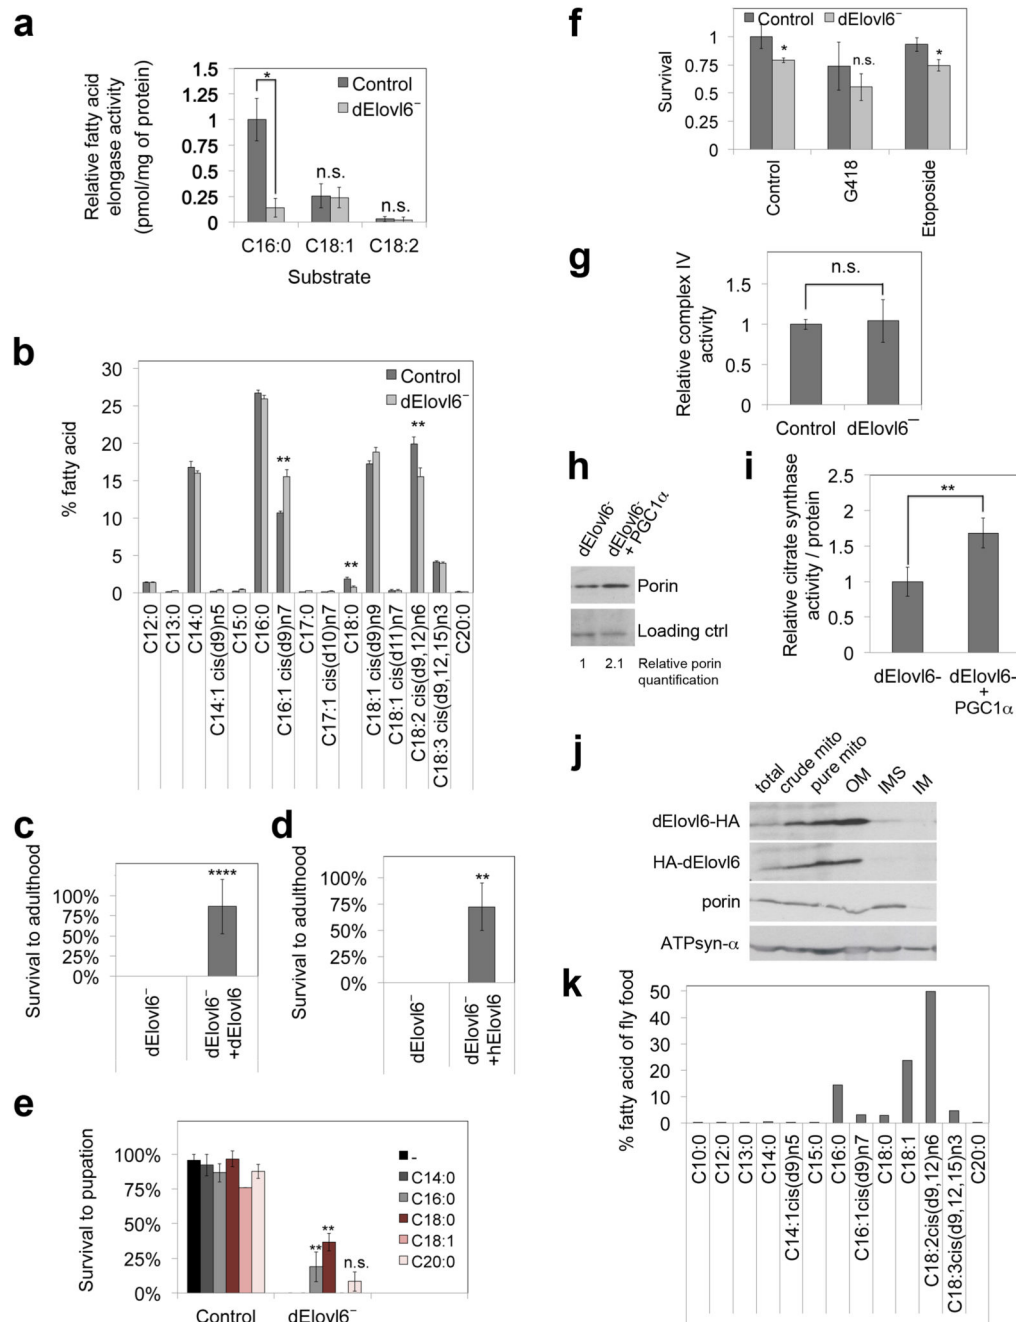 a
1.5
1.25
1
0.75
0.5
0.25
0
Relative fatty acid
elongase activity
(pmol/mg of protein)
*
n.s.
n.s.
Control
dElovl6⁻
C16:0
C18:1
C18:2
Substrate
b
30
25
20
15
10
5
0
% fatty acid
Control
dElovl6⁻
**
**
**
C12:0
C13:0
C14:0
C14:1 cis(d9)n5
C15:0
C16:0
C16:1 cis(d9)n7
C17:0
C17:1 cis(d10)n7
C18:0
C18:1 cis(d9)n9
C18:1 cis(d11)n7
C18:2 cis(d9,12)n6
C18:3 cis(d9,12,15)n3
C20:0
c
Survival to adulthood
100%
75%
50%
25%
0%
****
dElovl6⁻
dElovl6⁻
+dElovl6
d
Survival to adulthood
100%
75%
50%
25%
0%
**
dElovl6⁻
dElovl6⁻
+hElovl6
e
Survival to pupation
100%
75%
50%
25%
0%
**
**
n.s.
-
C14:0
C16:0
C18:0
C18:1
C20:0
Control
dElovl6⁻
f
Control
dElovl6⁻
Survival
1
0.75
0.5
0.25
0
*
n.s.
*
Control
G418
Etoposide
g
Relative complex IV
activity
1.5
1
0.5
0
n.s.
Control
dElovl6⁻
h
dElovl6⁻
dElovl6⁻
+ PGC1α
Porin
Loading ctrl
1
2.1
Relative porin
quantification
i
Relative citrate synthase
activity / protein
2.5
2
1.5
1
0.5
0
**
dElovl6-
dElovl6-
+
PGC1α
j
total
crude mito
pure mito
OM
IMS
IM
dElovl6-HA
HA-dElovl6
porin
ATPsyn-α
k
% fatty acid of fly food
50
40
30
20
10
0
C10:0
C12:0
C13:0
C14:0
C14:1cis(d9)n5
C15:0
C16:0
C16:1cis(d9)n7
C18:0
C18:1
C18:2cis(d9,12)n6
C18:3cis(d9,12,15)n3
C20:0